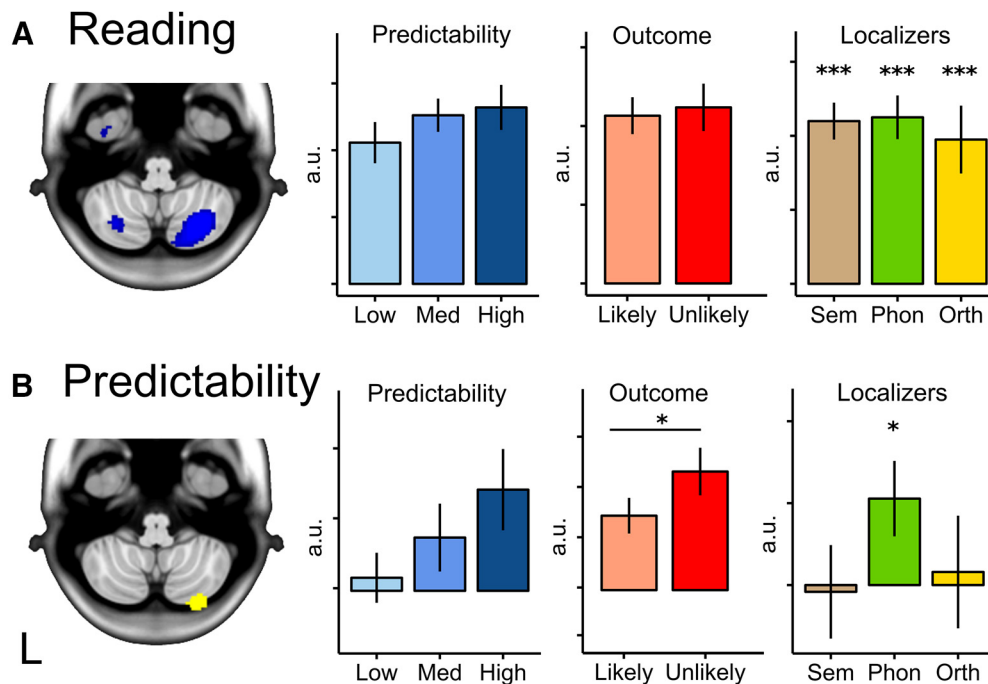 A Reading
Predictability
a.u.
Low Med High
Outcome
a.u.
Likely Unlikely
Localizers
*** *** ***
a.u.
Sem Phon Orth
B Predictability
L
Predictability
a.u.
Low Med High
Outcome
*
a.u.
Likely Unlikely
Localizers
*
a.u.
Sem Phon Orth